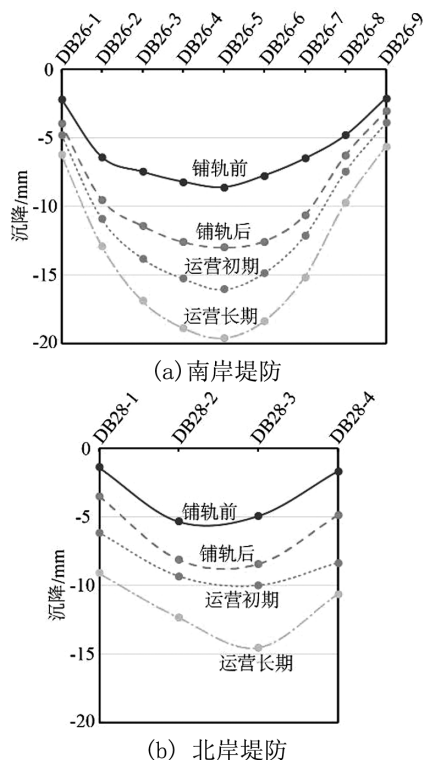 DB26-1 DB26-2 DB26-3 DB26-4 DB26-5 DB26-6 DB26-7 DB26-8 DB26-9
0
-5
-10
-15
-20
沉降/mm
铺轨前
铺轨后
运营初期
运营长期
(a)南岸堤防
DB28-1 DB28-2 DB28-3 DB28-4
0
-5
-10
-15
-20
沉降/mm
铺轨前
铺轨后
运营初期
运营长期
(b) 北岸堤防